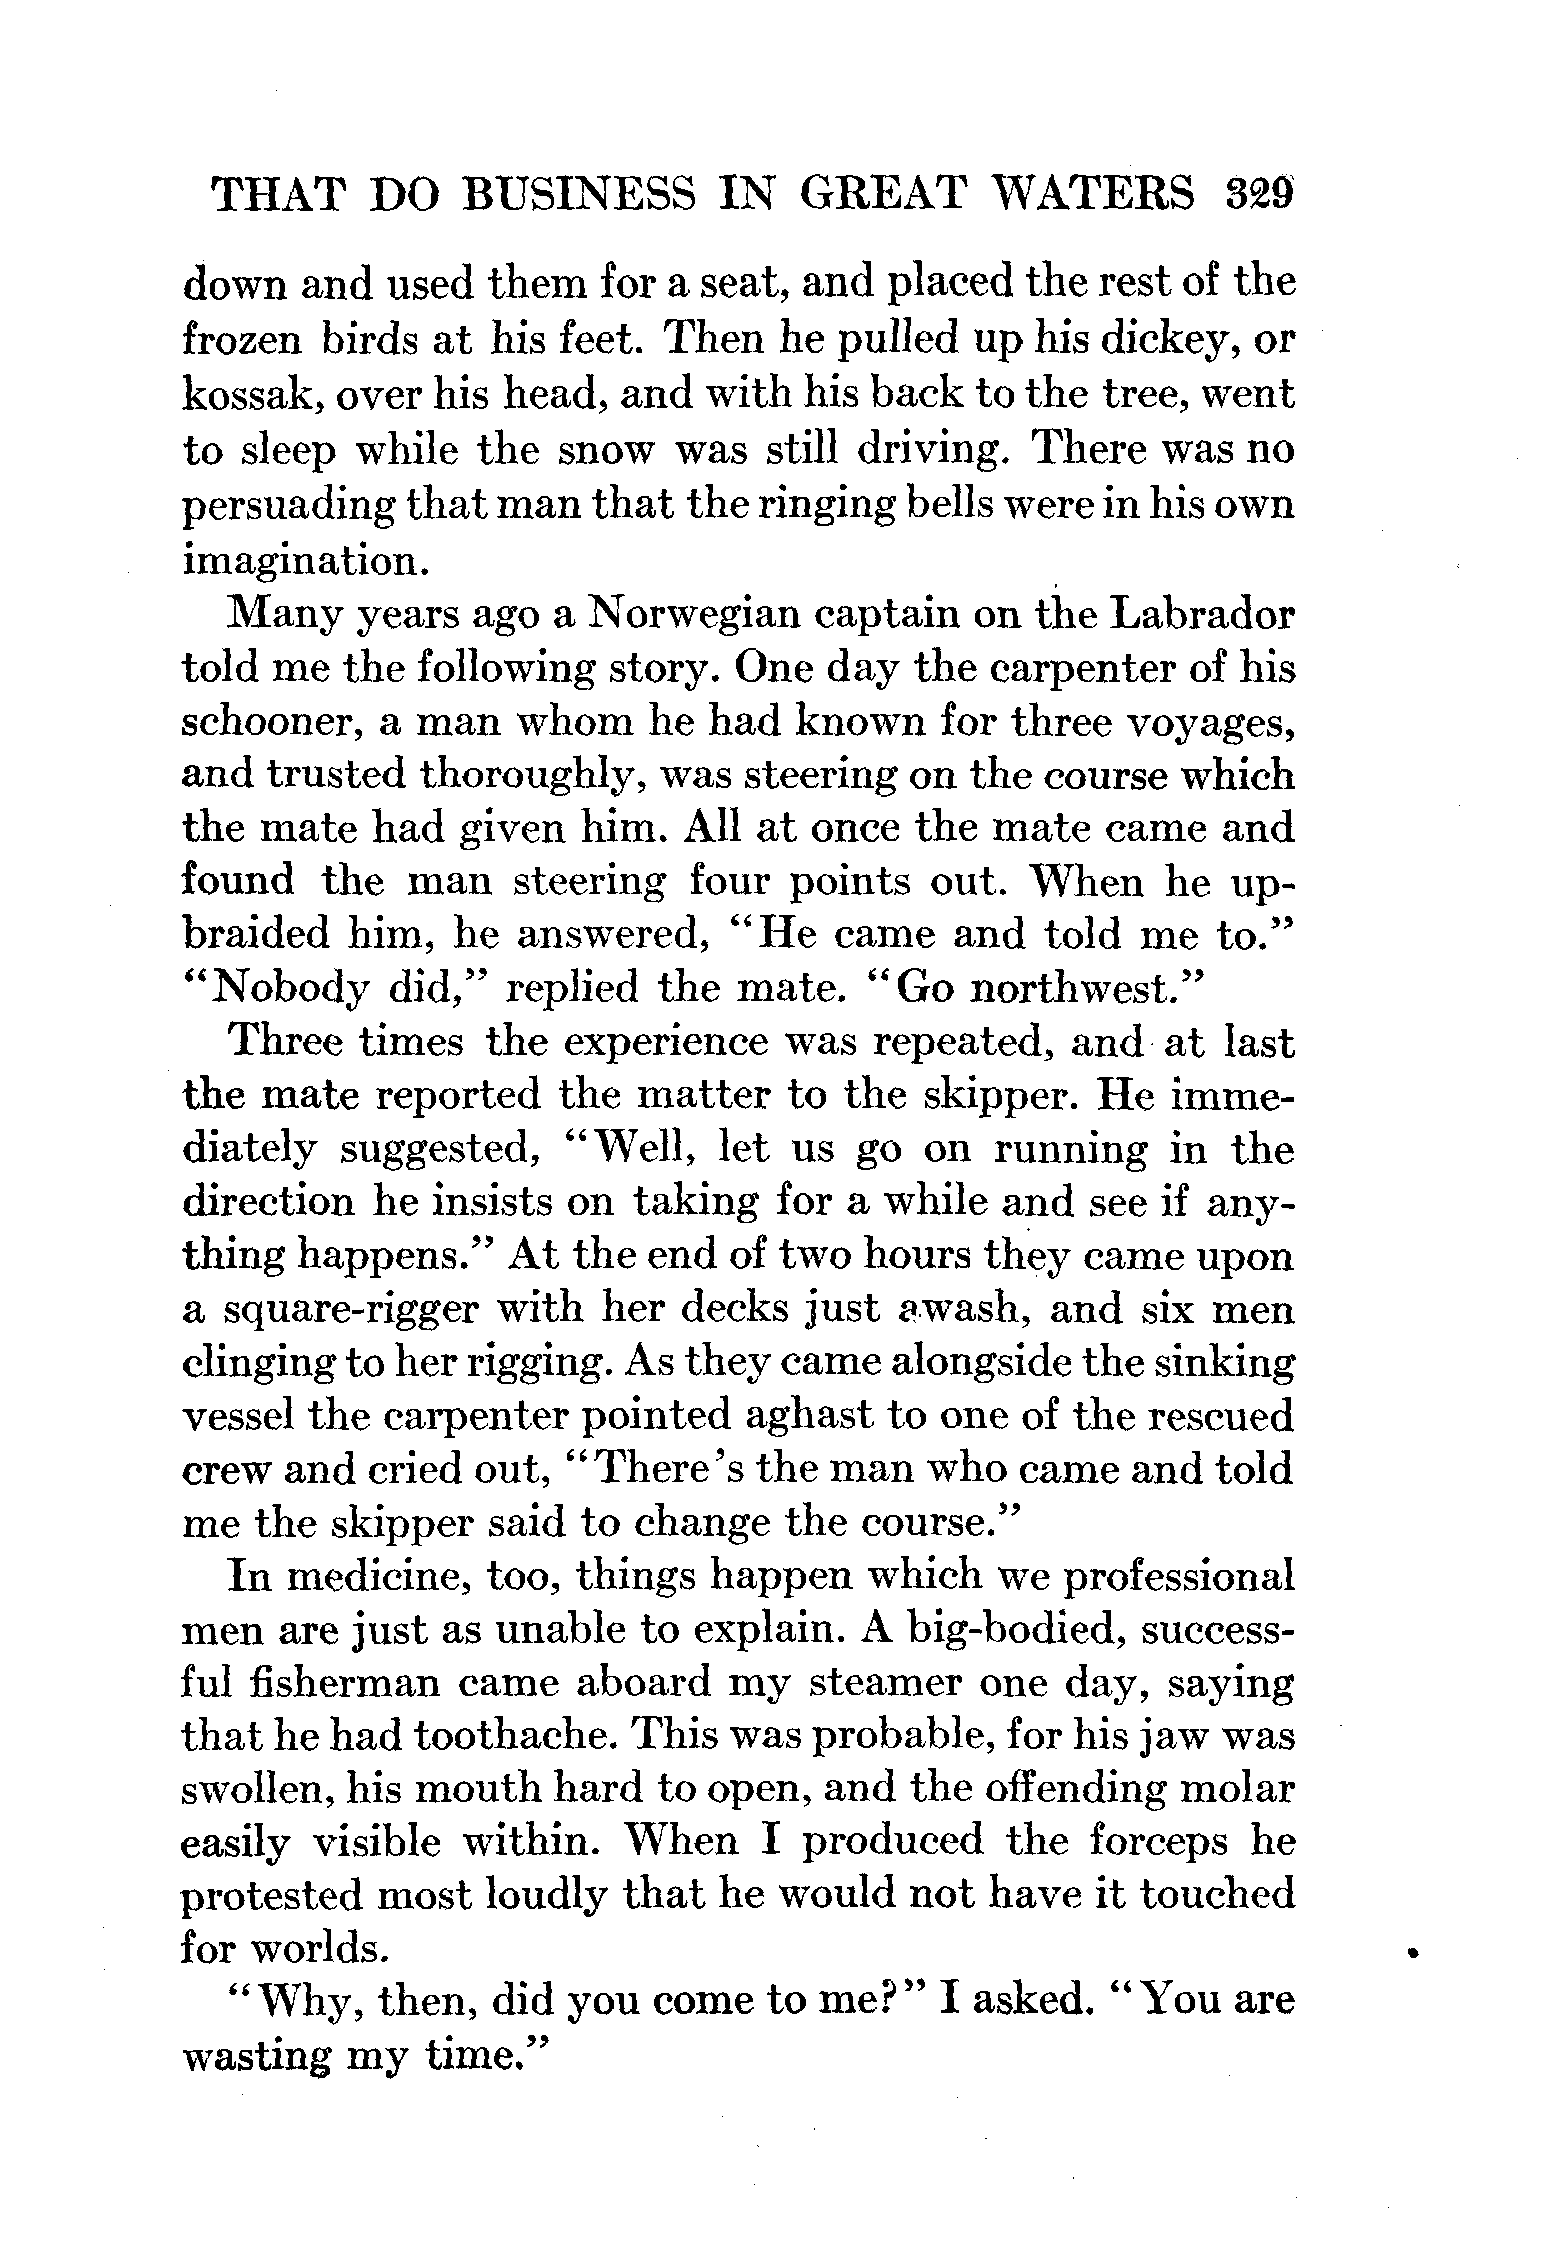 THAT DO BUSINESS IN GREAT WATERS 329
down and used them for a seat, and placed the rest of the
frozen birds at his feet. Then he pulled up his dickey, or
kossak, over his head, and with his back to the tree, went
to sleep while the snow was still driving. There was no
persuading that man that the ringing bells were in his own
imagination.
Many years ago a Norwegian captain on the Labrador
told me the following story. One day the carpenter of his
schooner, a man whom he had known for three voyages,
and trusted thoroughly, was steering on the course which
the mate had given him. All at once the mate came and
found the man steering four points out. When he up-
braided him, he answered, “He came and told me to.”
“Nobody did,” replied the mate. “Go northwest.”
Three times the experience was repeated, and at last
the mate reported the matter to the skipper. He imme-
diately suggested, “Well, let us go on running in the
direction he insists on taking for a while and see if any-
thing happens.” At the end of two hours they came upon
a square-rigger with her decks just awash, and six men
clinging to her rigging. As they came alongside the sinking
vessel the carpenter pointed aghast to one of the rescued
crew and cried out, “There’s the man who came and told
me the skipper said to change the course.”
In medicine, too, things happen which we professional
men are just as unable to explain. A big-bodied, success-
ful fisherman came aboard my steamer one day, saying
that he had toothache. This was probable, for his jaw was
swollen, his mouth hard to open, and the offending molar
easily visible within. When I produced the forceps he
protested most loudly that he would not have it touched
for worlds.
“Why, then, did you come to me?” I asked. “You are
wasting my time.”